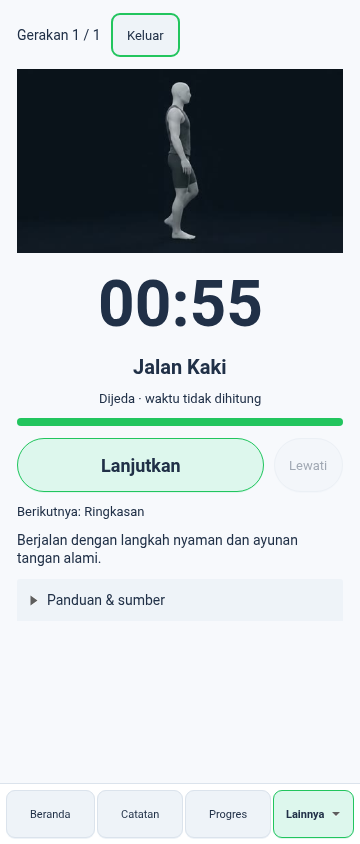 Gerakan 1 / 1
Keluar
00:55
Jalan Kaki
Dijeda · waktu tidak dihitung
Lanjutkan
Lewati
Berikutnya: Ringkasan
Berjalan dengan langkah nyaman dan ayunan
tangan alami.
Panduan & sumber
Beranda
Catatan
Progres
Lainnya